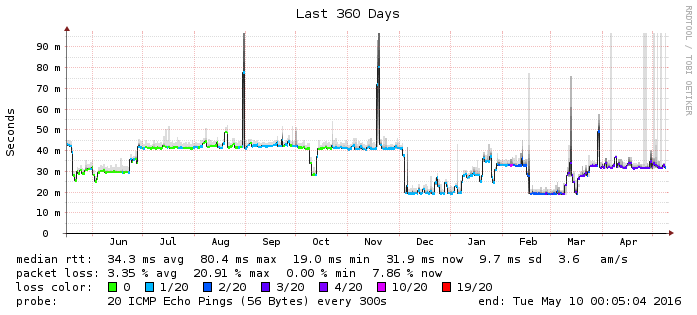 Last 360 Days
RRDTOOL / TOBI OETIKER
Seconds
90 m
80 m
70 m
60 m
50 m
40 m
30 m
20 m
10 m
0
Jun Jul Aug Sep Oct Nov Dec Jan Feb Mar Apr
median rtt: 34.3 ms avg 80.4 ms max 19.0 ms min 31.9 ms now 9.7 ms sd 3.6 am/s
packet loss: 3.35 % avg 20.91 % max 0.00 % min 7.86 % now
loss color: 0 1/20 2/20 3/20 4/20 10/20 19/20
probe: 20 ICMP Echo Pings (56 Bytes) every 300s end: Tue May 10 00:05:04 2016